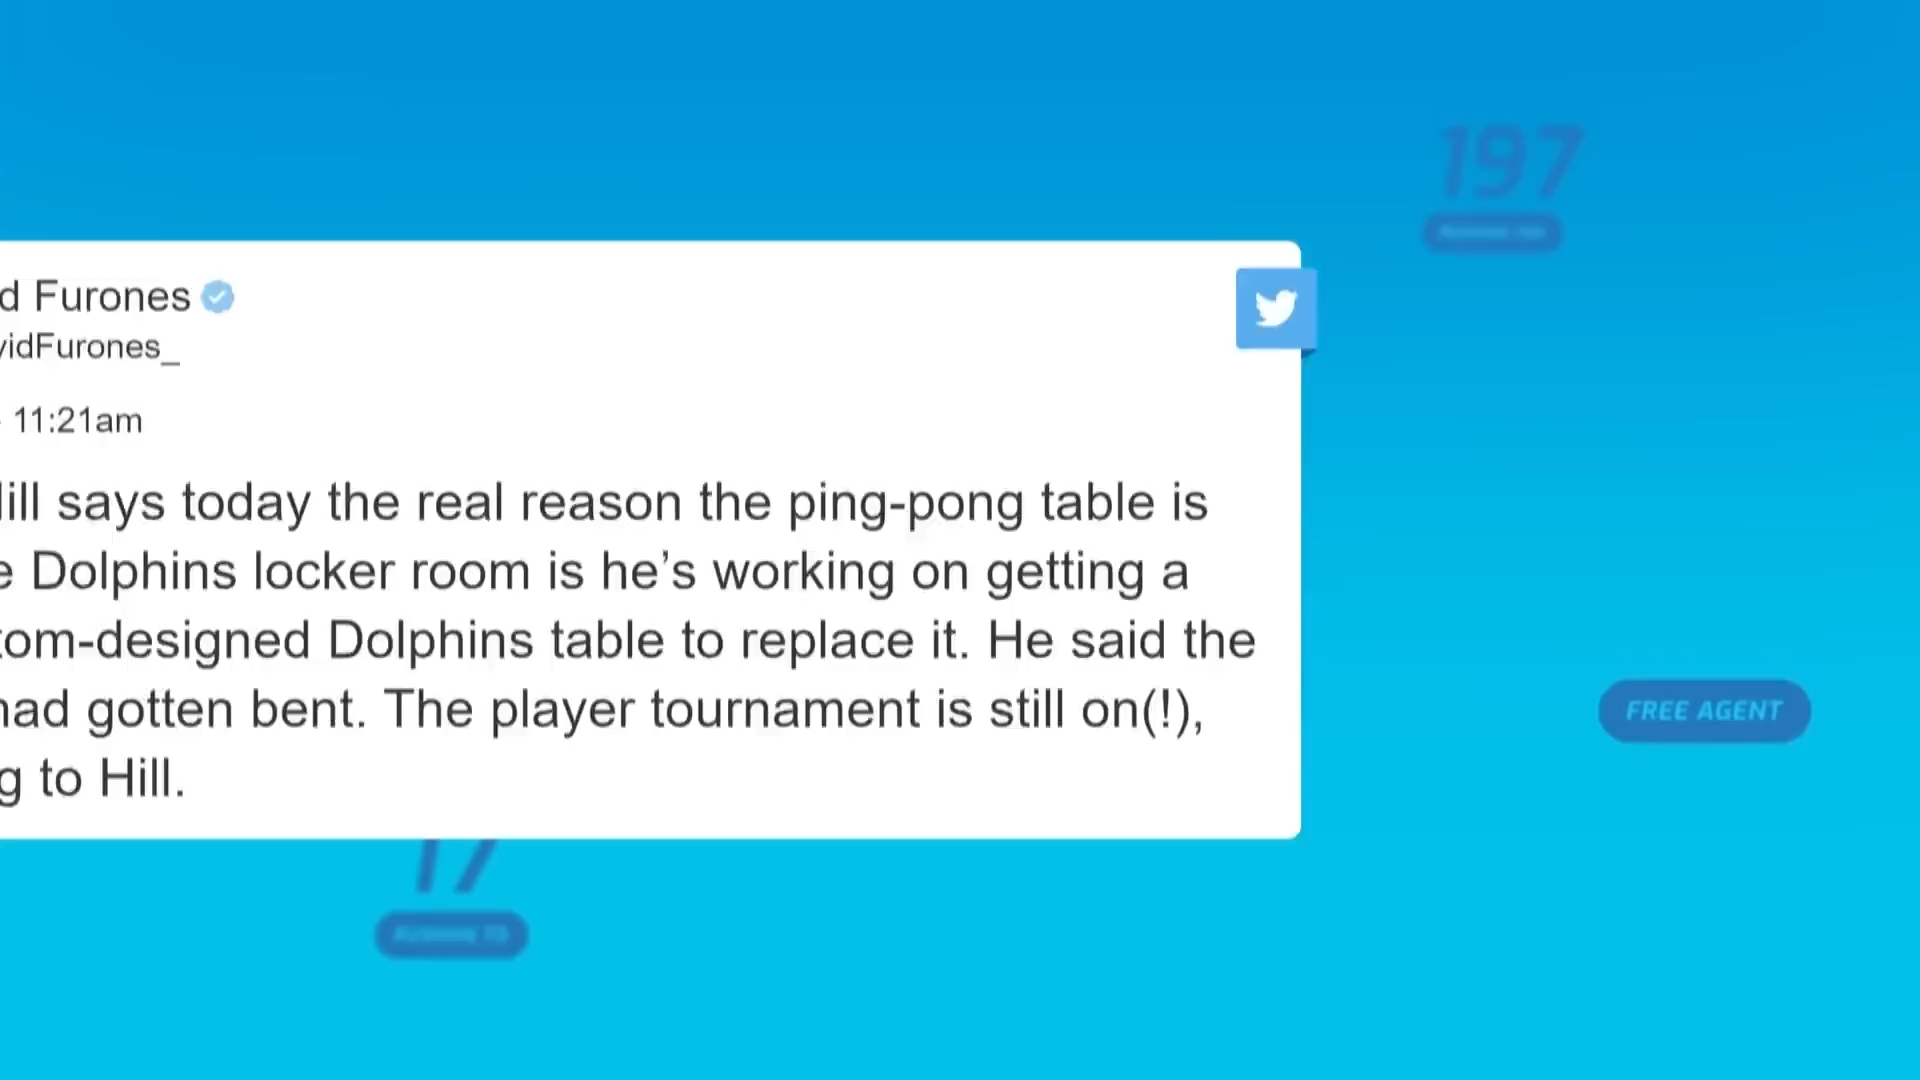 197
d Furones
vidFurones_
11:21am
ill says today the real reason the ping-pong table is
e Dolphins locker room is he's working on getting a
tom-designed Dolphins table to replace it. He said the
had gotten bent. The player tournament is still on(!),
g to Hill.
FREE AGENT
17
RUSHING TD